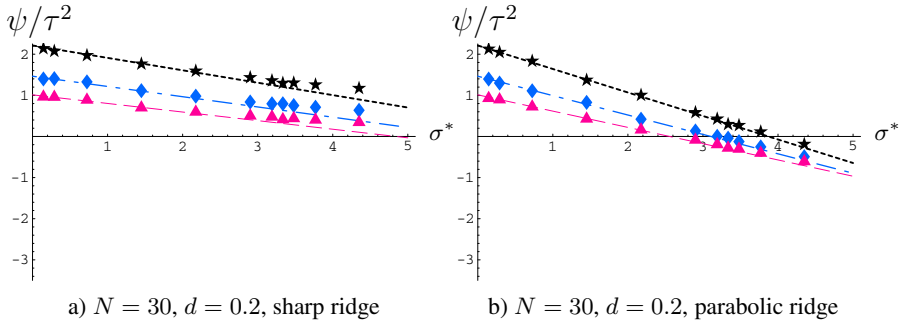 ψ/τ² ψ/τ²
2 2
1 1
σ* σ*
1 2 3 4 5 1 2 3 4 5
-1 -1
-2 -2
-3 -3
a) N = 30, d = 0.2, sharp ridge b) N = 30, d = 0.2, parabolic ridge